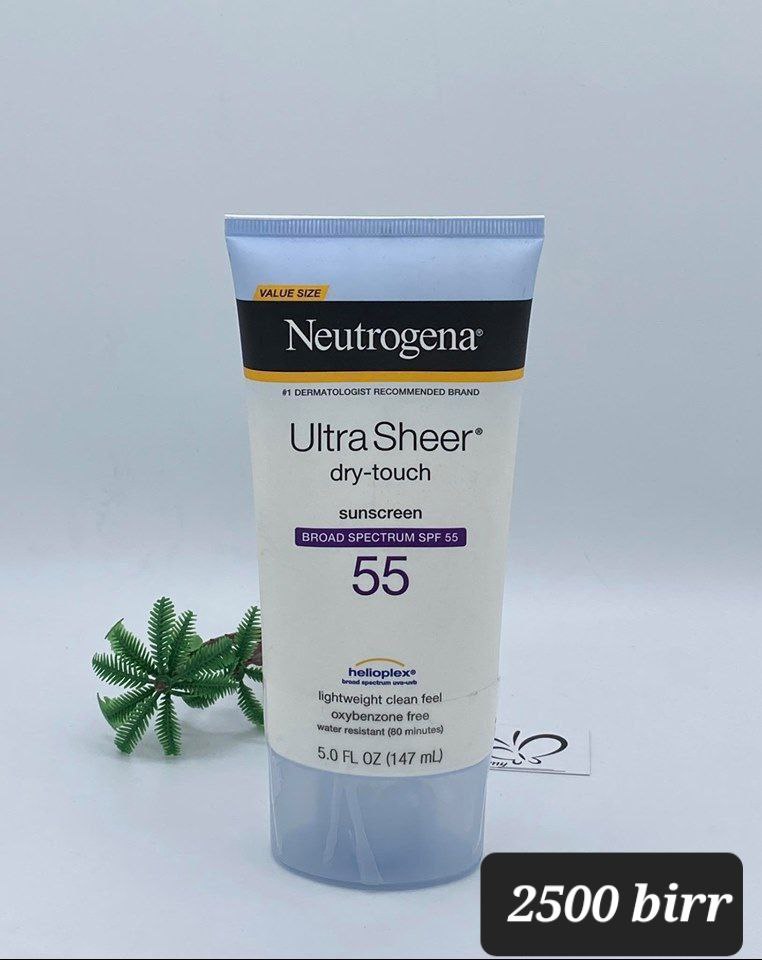 VALUE SIZE
Neutrogena®
#1 DERMATOLOGIST RECOMMENDED BRAND
Ultra Sheer®
dry-touch
sunscreen
BROAD SPECTRUM SPF 55
55
helioplex®
broad spectrum uva-uvb
lightweight clean feel
oxybenzone free
water resistant (80 minutes)
5.0 FL OZ (147 mL)
2500 birr